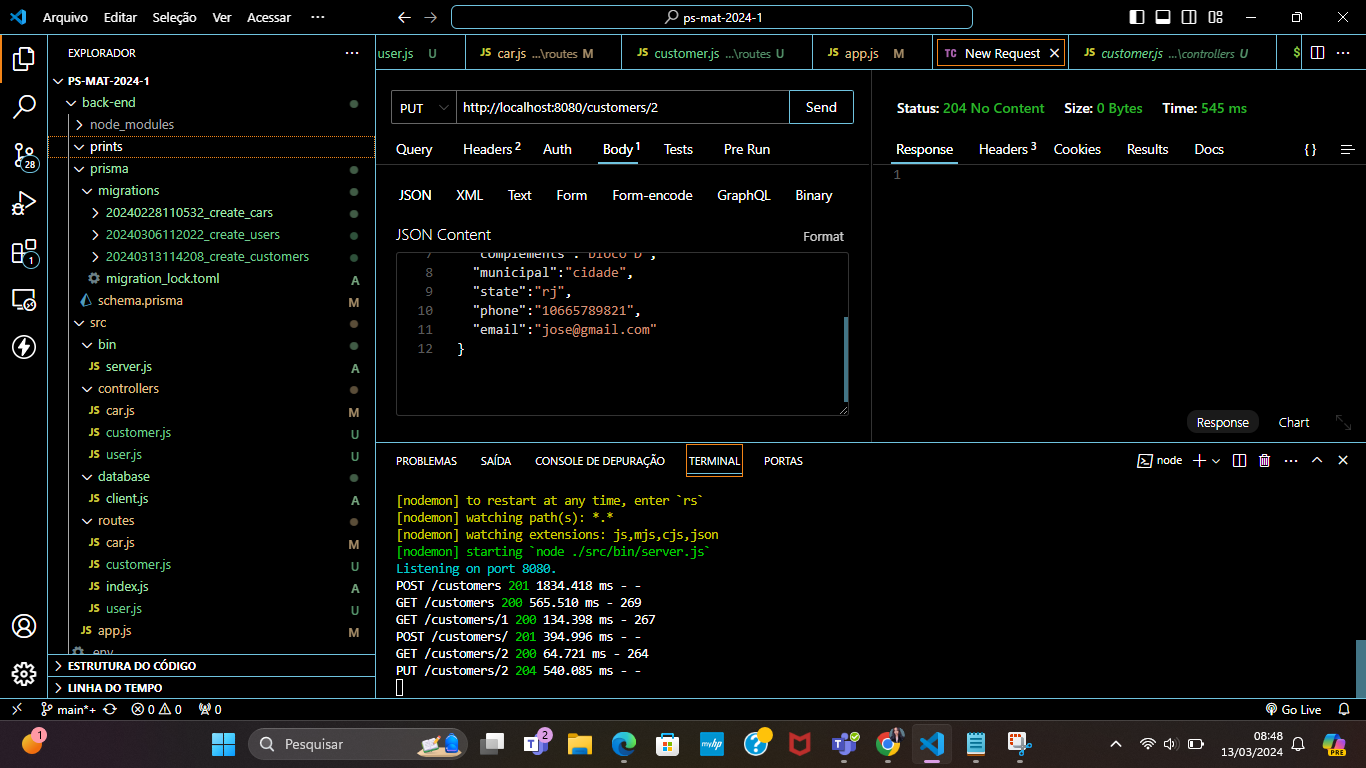 Arquivo Editar Seleção Ver Acessar ··· ps-mat-2024-1
EXPLORADOR ···
PS-MAT-2024-1
back-end
node_modules
prints
prisma
migrations
20240228110532_create_cars
20240306112022_create_users
20240313114208_create_customers
migration_lock.toml A
schema.prisma M
src
bin
server.js A
controllers
car.js M
customer.js U
user.js U
database
client.js A
routes
car.js M
customer.js U
index.js A
user.js U
app.js M
.env
ESTRUTURA DO CÓDIGO
LINHA DO TEMPO
28
1
user.js U JS car.js ...\routes M JS customer.js ...\routes U JS app.js M TC New Request JS customer.js ...\controllers U $
PUT http://localhost:8080/customers/2 Send
Query Headers 2 Auth Body 1 Tests Pre Run
JSON XML Text Form Form-encode GraphQL Binary
JSON Content Format
7 "complements":"bloco D",
8 "municipal":"cidade",
9 "state":"rj",
10 "phone":"10665789821",
11 "email":"jose@gmail.com"
12 }
Status: 204 No Content Size: 0 Bytes Time: 545 ms
Response Headers 3 Cookies Results Docs { }
1
Response Chart
PROBLEMAS SAÍDA CONSOLE DE DEPURAÇÃO TERMINAL PORTAS node
[nodemon] to restart at any time, enter `rs`
[nodemon] watching path(s): *.*
[nodemon] watching extensions: js,mjs,cjs,json
[nodemon] starting `node ./src/bin/server.js`
Listening on port 8080.
POST /customers 201 1834.418 ms - -
GET /customers 200 565.510 ms - 269
GET /customers/1 200 134.398 ms - 267
POST /customers/ 201 394.996 ms - -
GET /customers/2 200 64.721 ms - 264
PUT /customers/2 204 540.085 ms - -
main*+ 0 0 0 Go Live
1 Pesquisar 2 myhp 08:48
13/03/2024 PRE